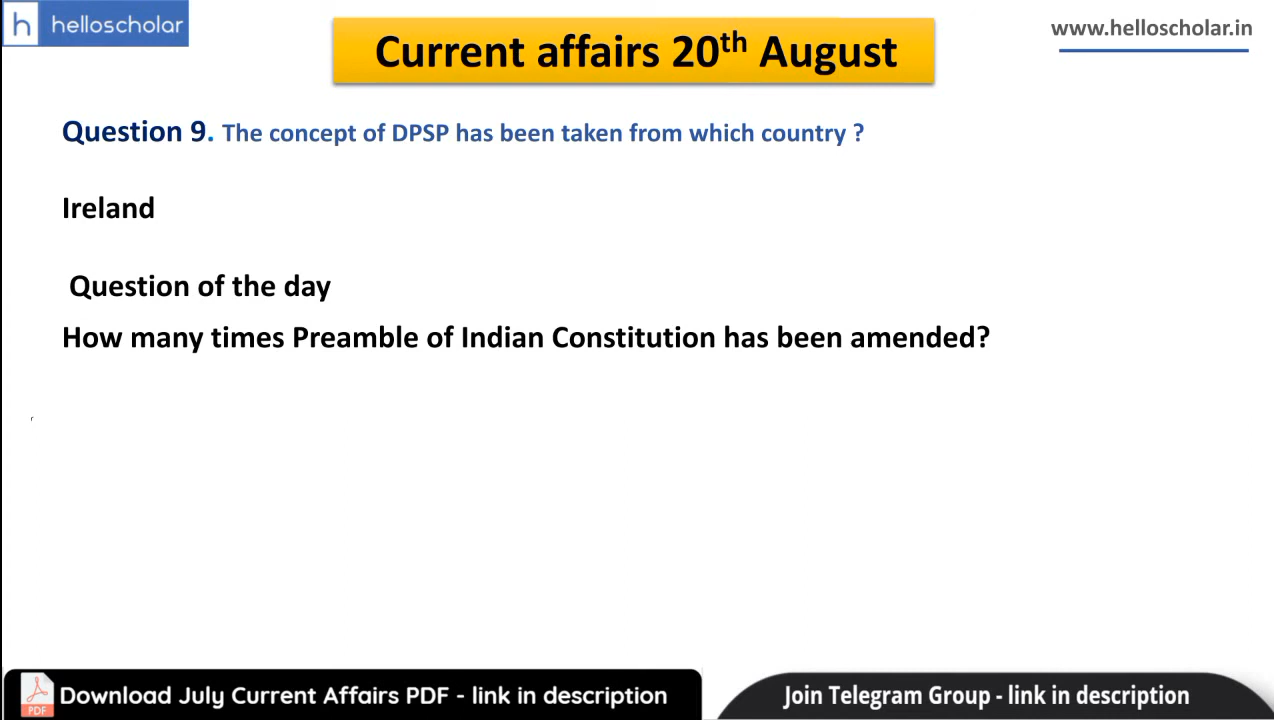 h helloscholar
www.helloscholar.in
Current affairs 20th August
Question 9. The concept of DPSP has been taken from which country ?
Ireland
Question of the day
How many times Preamble of Indian Constitution has been amended?
PDF Download July Current Affairs PDF - link in description
Join Telegram Group - link in description